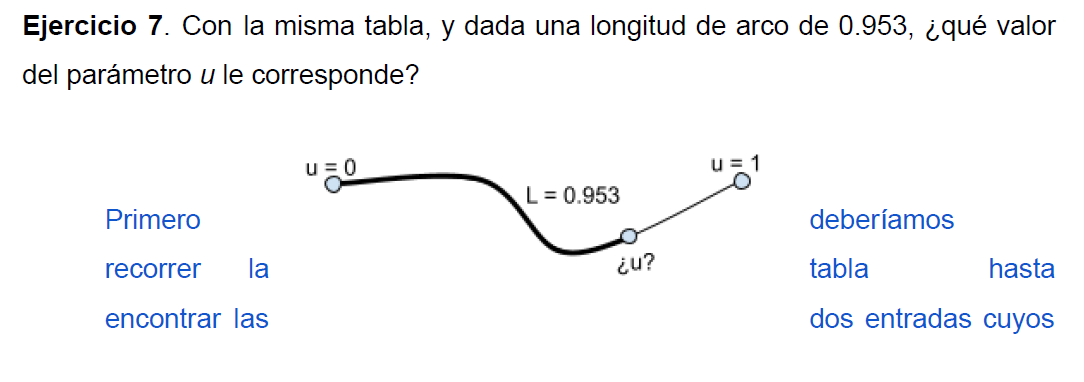 Ejercicio 7. Con la misma tabla, y dada una longitud de arco de 0.953, ¿qué valor
del parámetro u le corresponde?
u = 0
u = 1
L = 0.953
¿u?
Primero deberíamos
recorrer la tabla hasta
encontrar las dos entradas cuyos